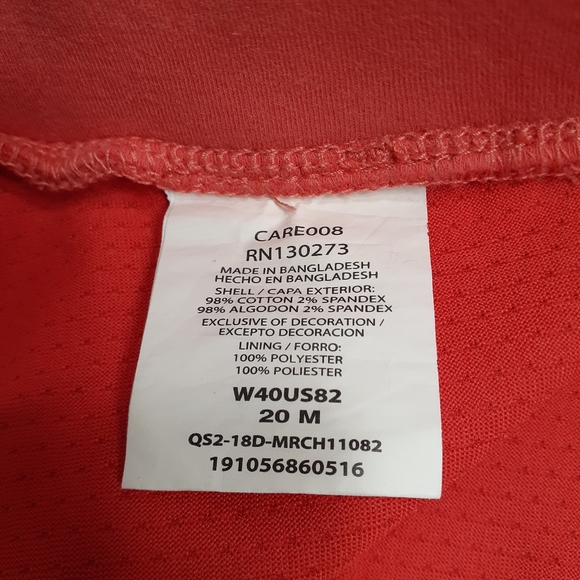 CARE008
RN130273
MADE IN BANGLADESH
HECHO EN BANGLADESH
SHELL / CAPA EXTERIOR:
98% COTTON 2% SPANDEX
98% ALGODON 2% SPANDEX
EXCLUSIVE OF DECORATION /
EXCEPTO DECORACION
LINING / FORRO:
100% POLYESTER
100% POLIESTER
W40US82
20 M
QS2-18D-MRCH11082
191056860516